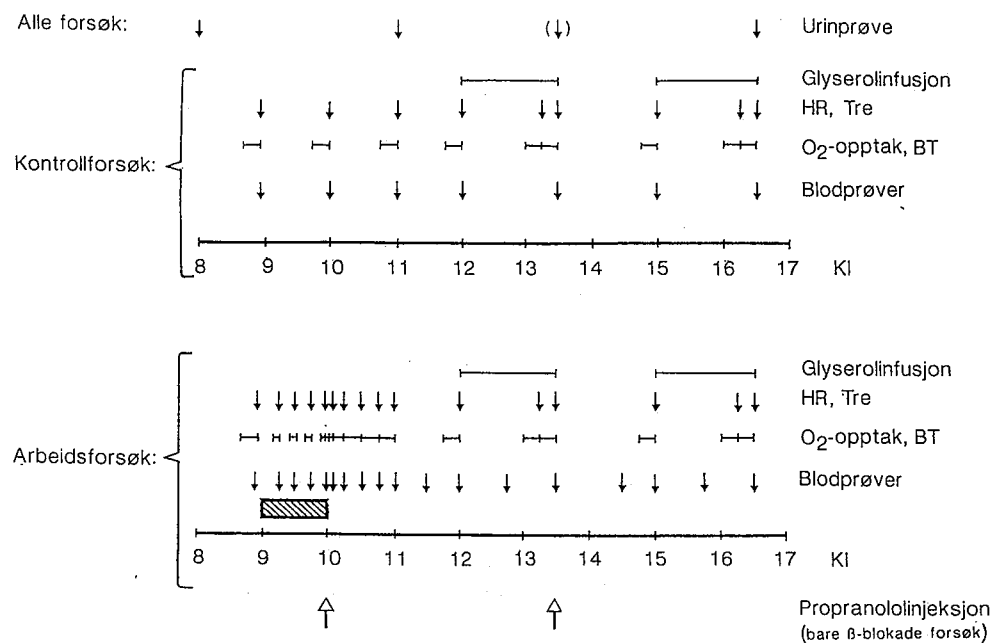 Alle forsøk: ( ) Urinprøve
Glyserolinfusjon
HR, Tre
O₂-opptak, BT
Kontrollforsøk:
Blodprøver
8 9 10 11 12 13 14 15 16 17 Kl
Glyserolinfusjon
HR, Tre
O₂-opptak, BT
Arbeidsforsøk:
Blodprøver
8 9 10 11 12 13 14 15 16 17 Kl
Propranololinjeksjon
(bare ß-blokade forsøk)